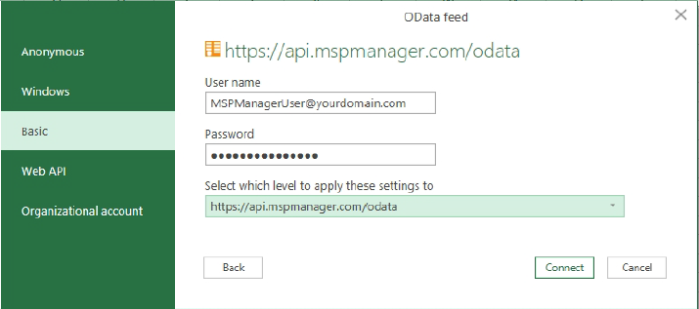 OData feed
Anonymous
Windows
Basic
Web API
Organizational account
https://api.mspmanager.com/odata
User name
MSPManagerUser@yourdomain.com
Password
●●●●●●●●●●●●●●●
Select which level to apply these settings to
https://api.mspmanager.com/odata
Back
Connect
Cancel